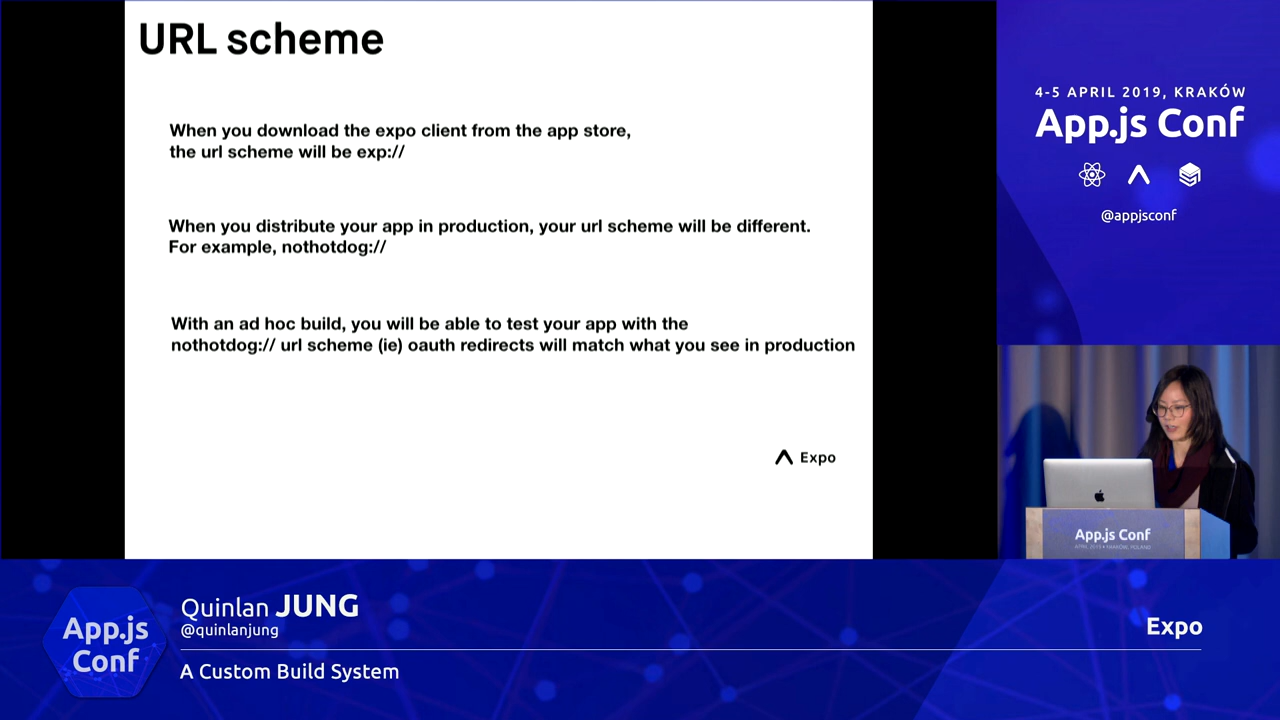 URL scheme
When you download the expo client from the app store,
the url scheme will be exp://
When you distribute your app in production, your url scheme will be different.
For example, nothotdog://
With an ad hoc build, you will be able to test your app with the
nothotdog:// url scheme (ie) oauth redirects will match what you see in production
Expo
4-5 APRIL 2019, KRAKÓW
App.js Conf
@appjsconf
App.js Conf
APRIL 2019 • KRAKÓW, POLAND
App.js
Conf
Quinlan JUNG
@quinlanjung
A Custom Build System
Expo